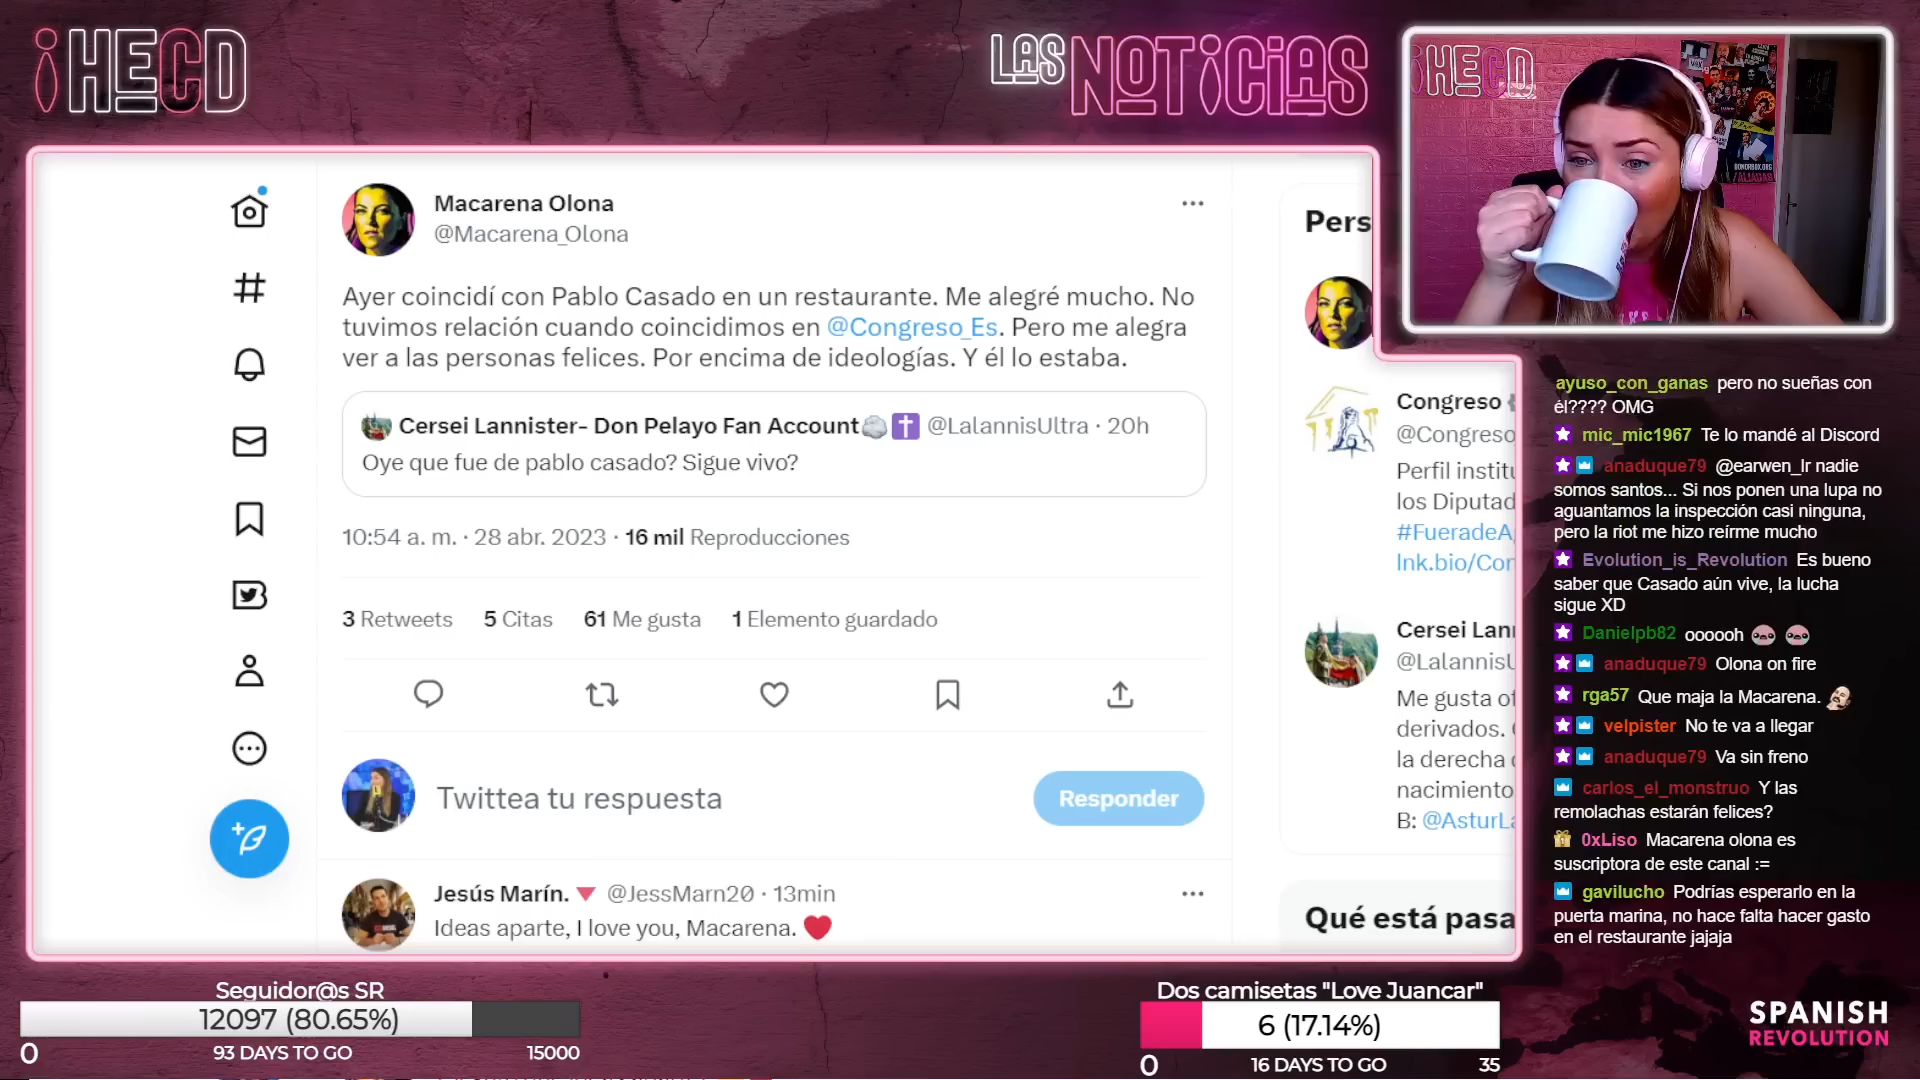 ¡HECD
LAS NOTICIAS
¡HECD
Macarena Olona
@Macarena_Olona
Ayer coincidí con Pablo Casado en un restaurante. Me alegré mucho. No
tuvimos relación cuando coincidimos en @Congreso_Es. Pero me alegra
ver a las personas felices. Por encima de ideologías. Y él lo estaba.
Cersei Lannister- Don Pelayo Fan Account @LalannisUltra · 20h
Oye que fue de pablo casado? Sigue vivo?
10:54 a. m. · 28 abr. 2023 · 16 mil Reproducciones
3 Retweets 5 Citas 61 Me gusta 1 Elemento guardado
Twittea tu respuesta
Responder
Jesús Marín. @JessMarn20 · 13min
Ideas aparte, I love you, Macarena.
Pers
Congreso
@Congreso
Perfil institu
los Diputad
#FueradeA
lnk.bio/Con
Cersei Lan
@Lalannis
Me gusta of
derivados.
la derecha
nacimiento
B: @AsturLa
Qué está pasa
ayuso_con_ganas pero no sueñas con
él???? OMG
mic_mic1967 Te lo mandé al Discord
anaduque79 @earwen_lr nadie
somos santos... Si nos ponen una lupa no
aguantamos la inspección casi ninguna,
pero la riot me hizo reírme mucho
Evolution_is_Revolution Es bueno
saber que Casado aún vive, la lucha
sigue XD
Danielpb82 oooooh
anaduque79 Olona on fire
rga57 Que maja la Macarena.
velpister No te va a llegar
anaduque79 Va sin freno
carlos_el_monstruo Y las
remolachas estarán felices?
0xLiso Macarena olona es
suscriptora de este canal :=
gavilucho Podrías esperarlo en la
puerta marina, no hace falta hacer gasto
en el restaurante jajaja
Seguidor@s SR
12097 (80.65%)
0 93 DAYS TO GO 15000
Dos camisetas "Love Juancar"
6 (17.14%)
0 16 DAYS TO GO 35
SPANISH
REVOLUTION